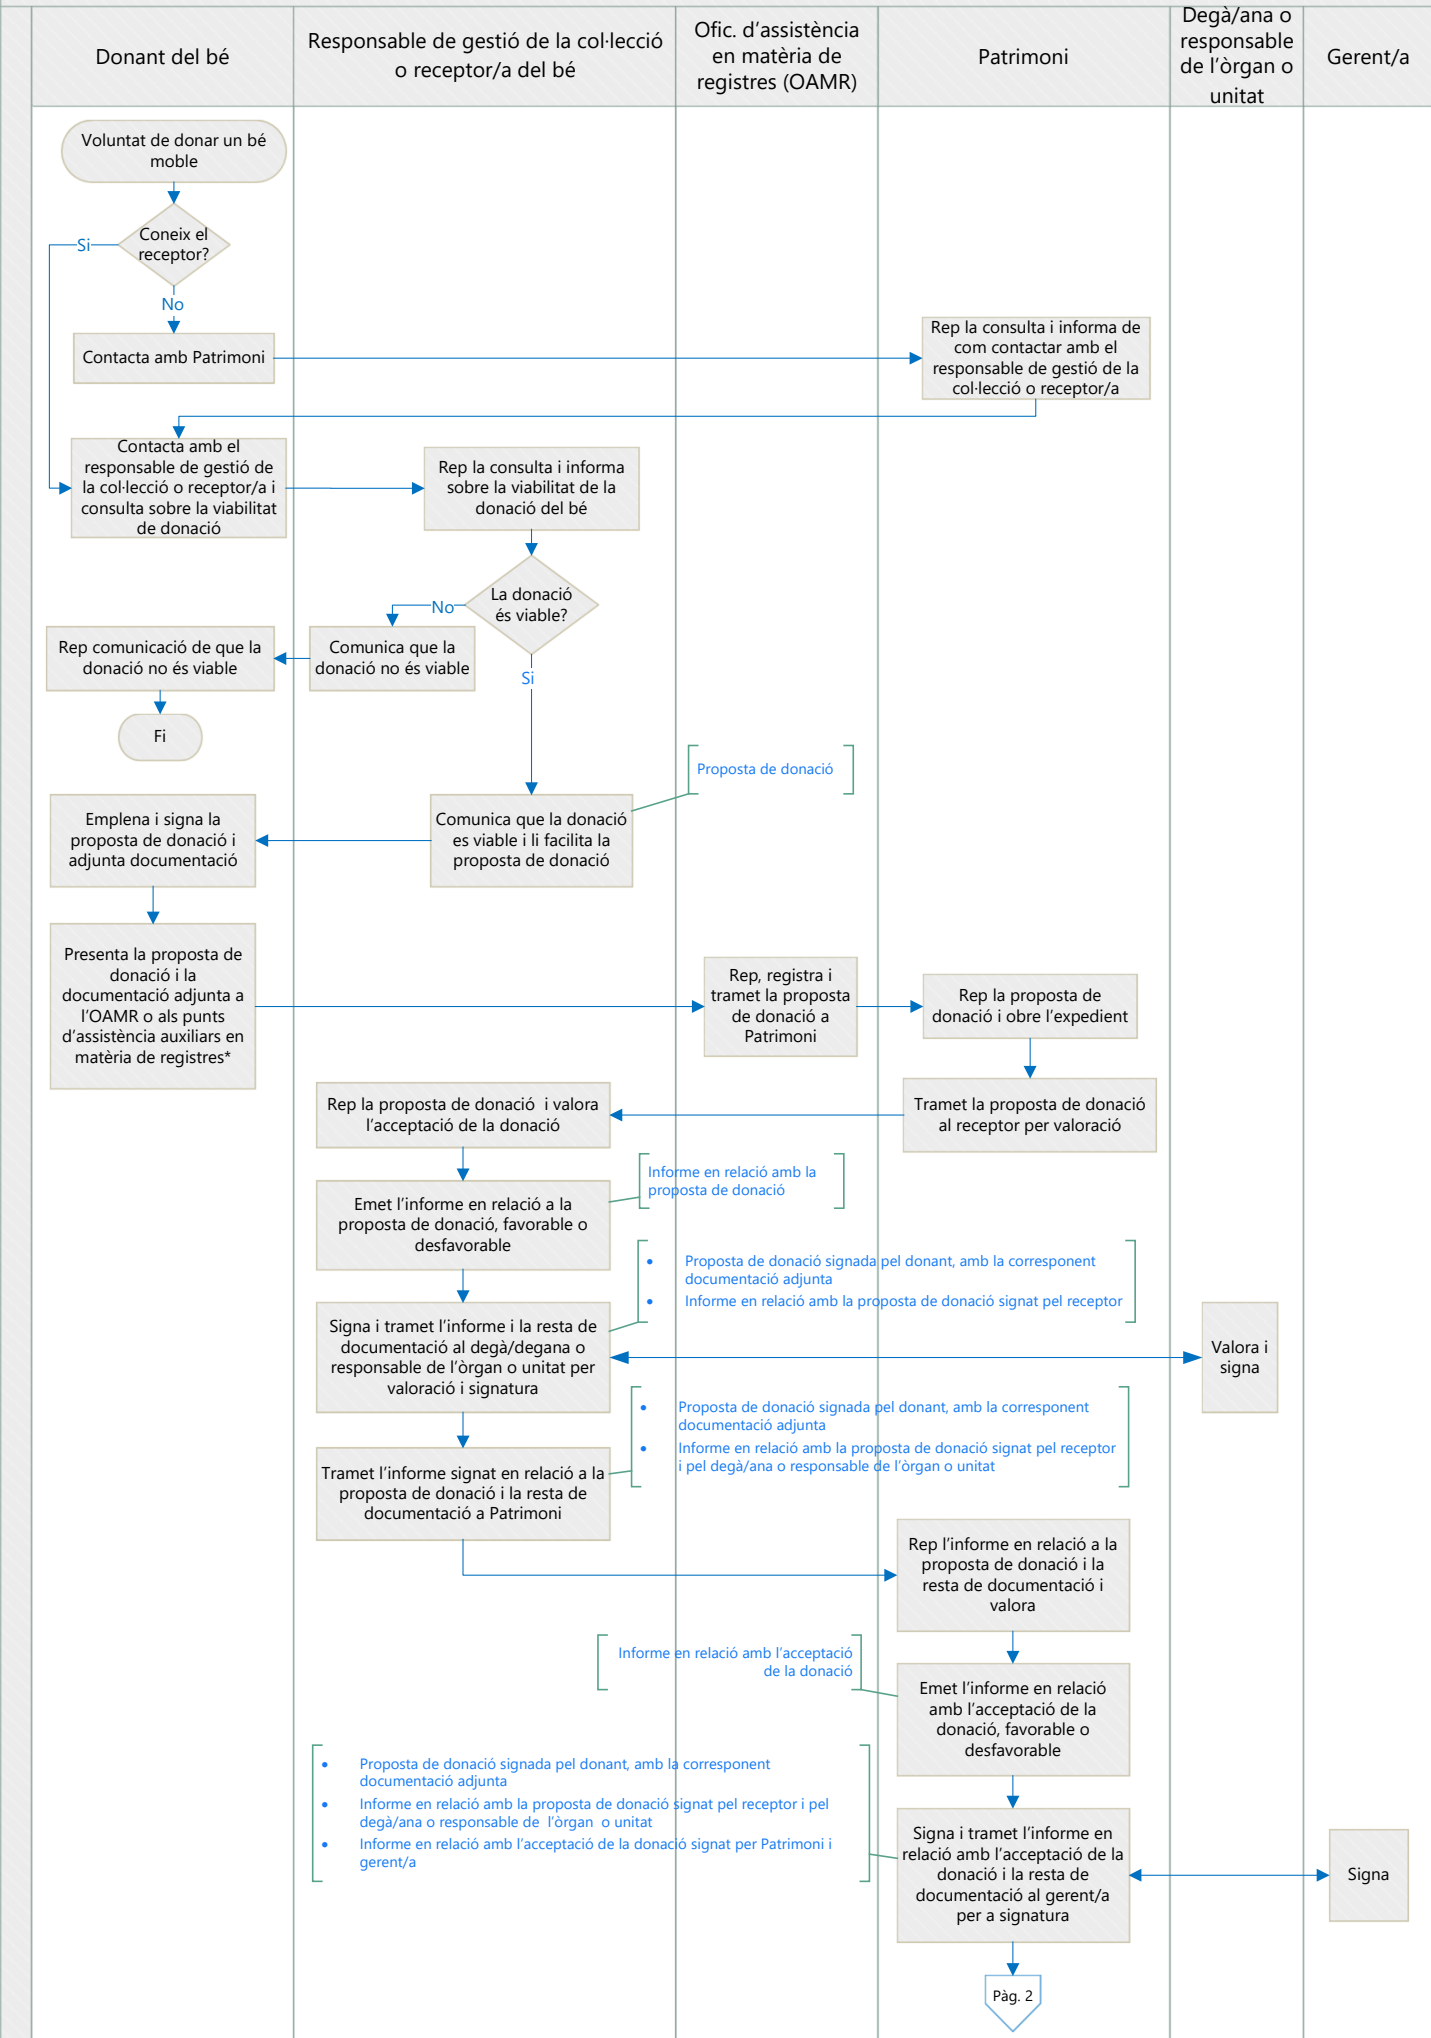 Donant del bé
Responsable de gestió de la col·lecció
o receptor/a del bé
Ofic. d'assistència
en matèria de
registres (OAMR)
Patrimoni
Degà/ana o
responsable
de l'òrgan o
unitat
Gerent/a
Voluntat de donar un bé
moble
Coneix el
receptor?
Si
No
Contacta amb Patrimoni
Rep la consulta i informa de
com contactar amb el
responsable de gestió de la
col·lecció o receptor/a
Contacta amb el
responsable de gestió de
la col·lecció o receptor/a i
consulta sobre la viabilitat
de donació
Rep la consulta i informa
sobre la viabilitat de la
donació del bé
La donació
és viable?
No
Si
Comunica que la
donació no és viable
Rep comunicació de que la
donació no és viable
Fi
Proposta de donació
Comunica que la donació
es viable i li facilita la
proposta de donació
Emplena i signa la
proposta de donació i
adjunta documentació
Presenta la proposta de
donació i la
documentació adjunta a
l'OAMR o als punts
d'assistència auxiliars en
matèria de registres*
Rep, registra i
tramet la proposta
de donació a
Patrimoni
Rep la proposta de
donació i obre l'expedient
Tramet la proposta de donació
al receptor per valoració
Rep la proposta de donació  i valora
l'acceptació de la donació
Informe en relació amb la
proposta de donació
Emet l'informe en relació a la
proposta de donació, favorable o
desfavorable
• Proposta de donació signada pel donant, amb la corresponent
documentació adjunta
• Informe en relació amb la proposta de donació signat pel receptor
Signa i tramet l'informe i la resta de
documentació al degà/degana o
responsable de l'òrgan o unitat per
valoració i signatura
Valora i
signa
• Proposta de donació signada pel donant, amb la corresponent
documentació adjunta
• Informe en relació amb la proposta de donació signat pel receptor
i pel degà/ana o responsable de l'òrgan o unitat
Tramet l'informe signat en relació a la
proposta de donació i la resta de
documentació a Patrimoni
Rep l'informe en relació a la
proposta de donació i la
resta de documentació i
valora
Informe en relació amb l'acceptació
de la donació
Emet l'informe en relació
amb l'acceptació de la
donació, favorable o
desfavorable
• Proposta de donació signada pel donant, amb la corresponent
documentació adjunta
• Informe en relació amb la proposta de donació signat pel receptor i pel
degà/ana o responsable de  l'òrgan  o unitat
• Informe en relació amb l'acceptació de la donació signat per Patrimoni i
gerent/a
Signa i tramet l'informe en
relació amb l'acceptació de la
donació i la resta de
documentació al gerent/a
per a signatura
Signa
Pàg. 2